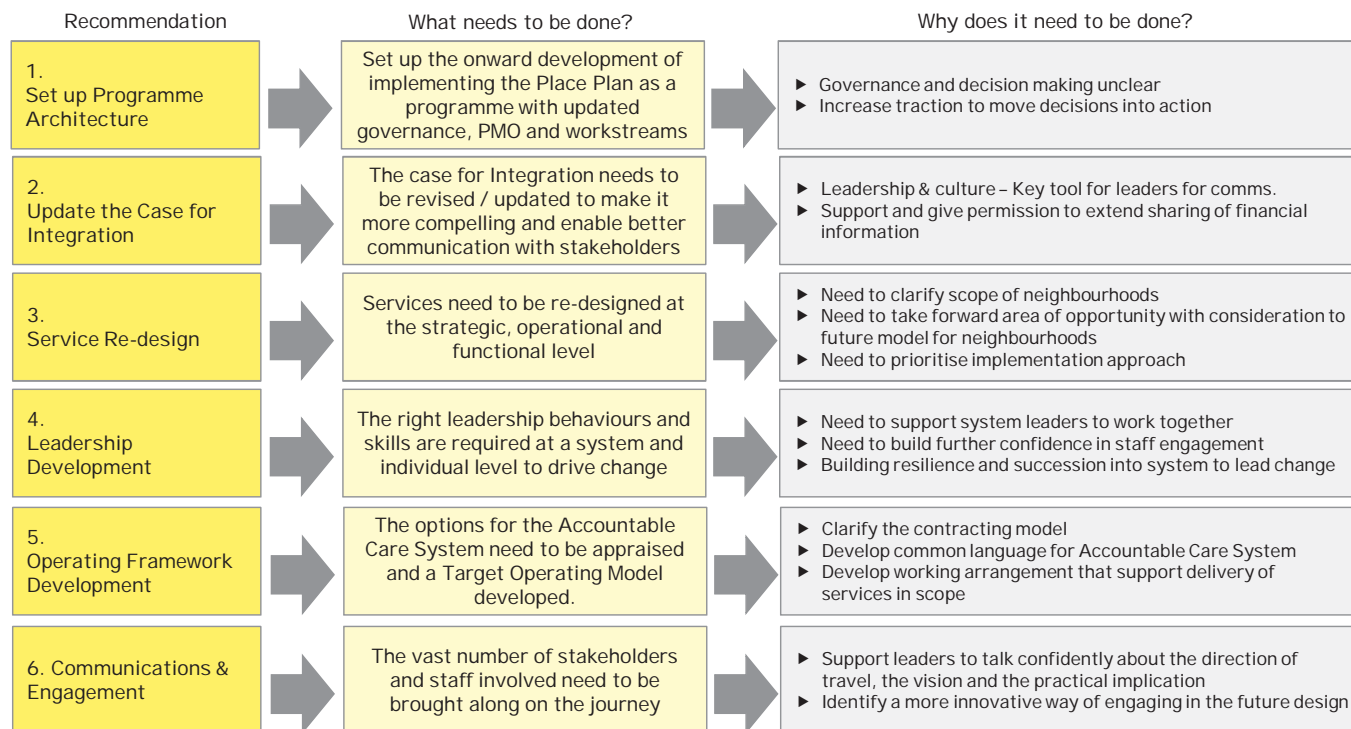 Recommendation
What needs to be done?
Why does it need to be done?
1.
Set up Programme
Architecture
Set up the onward development of
implementing the Place Plan as a
programme with updated
governance, PMO and workstreams
► Governance and decision making unclear
► Increase traction to move decisions into action
2.
Update the Case for
Integration
The case for Integration needs to
be revised / updated to make it
more compelling and enable better
communication with stakeholders
► Leadership & culture – Key tool for leaders for comms.
► Support and give permission to extend sharing of financial
information
3.
Service Re-design
Services need to be re-designed at
the strategic, operational and
functional level
► Need to clarify scope of neighbourhoods
► Need to take forward area of opportunity with consideration to
future model for neighbourhoods
► Need to prioritise implementation approach
4.
Leadership
Development
The right leadership behaviours and
skills are required at a system and
individual level to drive change
► Need to support system leaders to work together
► Need to build further confidence in staff engagement
► Building resilience and succession into system to lead change
5.
Operating Framework
Development
The options for the Accountable
Care System need to be appraised
and a Target Operating Model
developed.
► Clarify the contracting model
► Develop common language for Accountable Care System
► Develop working arrangement that support delivery of
services in scope
6. Communications &
Engagement
The vast number of stakeholders
and staff involved need to be
brought along on the journey
► Support leaders to talk confidently about the direction of
travel, the vision and the practical implication
► Identify a more innovative way of engaging in the future design